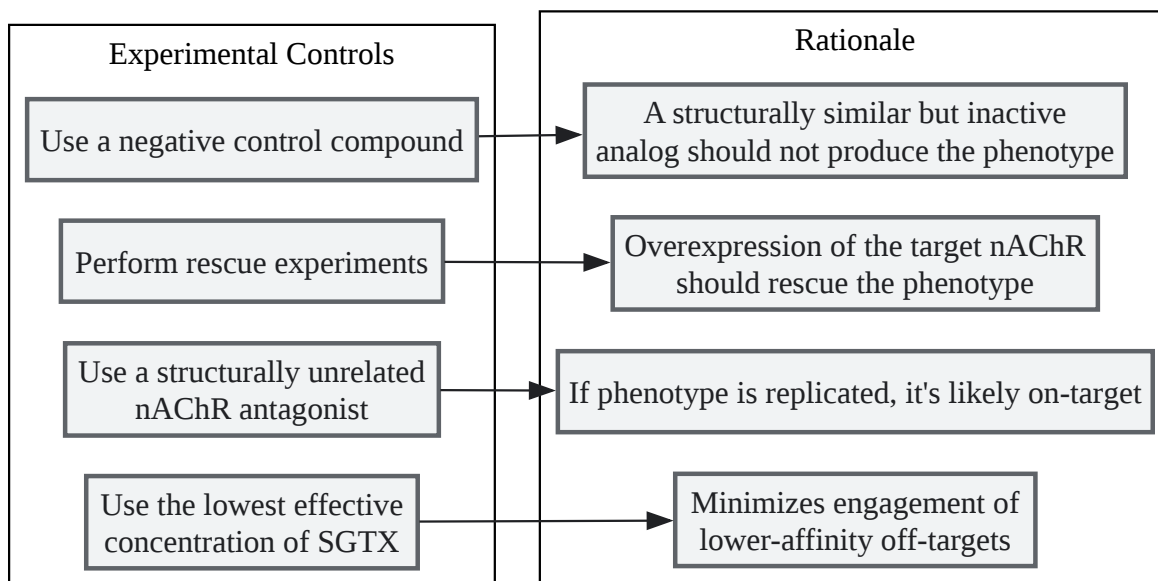 Experimental Controls
Rationale
Use a negative control compound
A structurally similar but inactive
analog should not produce the phenotype
Perform rescue experiments
Overexpression of the target nAChR
should rescue the phenotype
Use a structurally unrelated
nAChR antagonist
If phenotype is replicated, it's likely on-target
Use the lowest effective
concentration of SGTX
Minimizes engagement of
lower-affinity off-targets